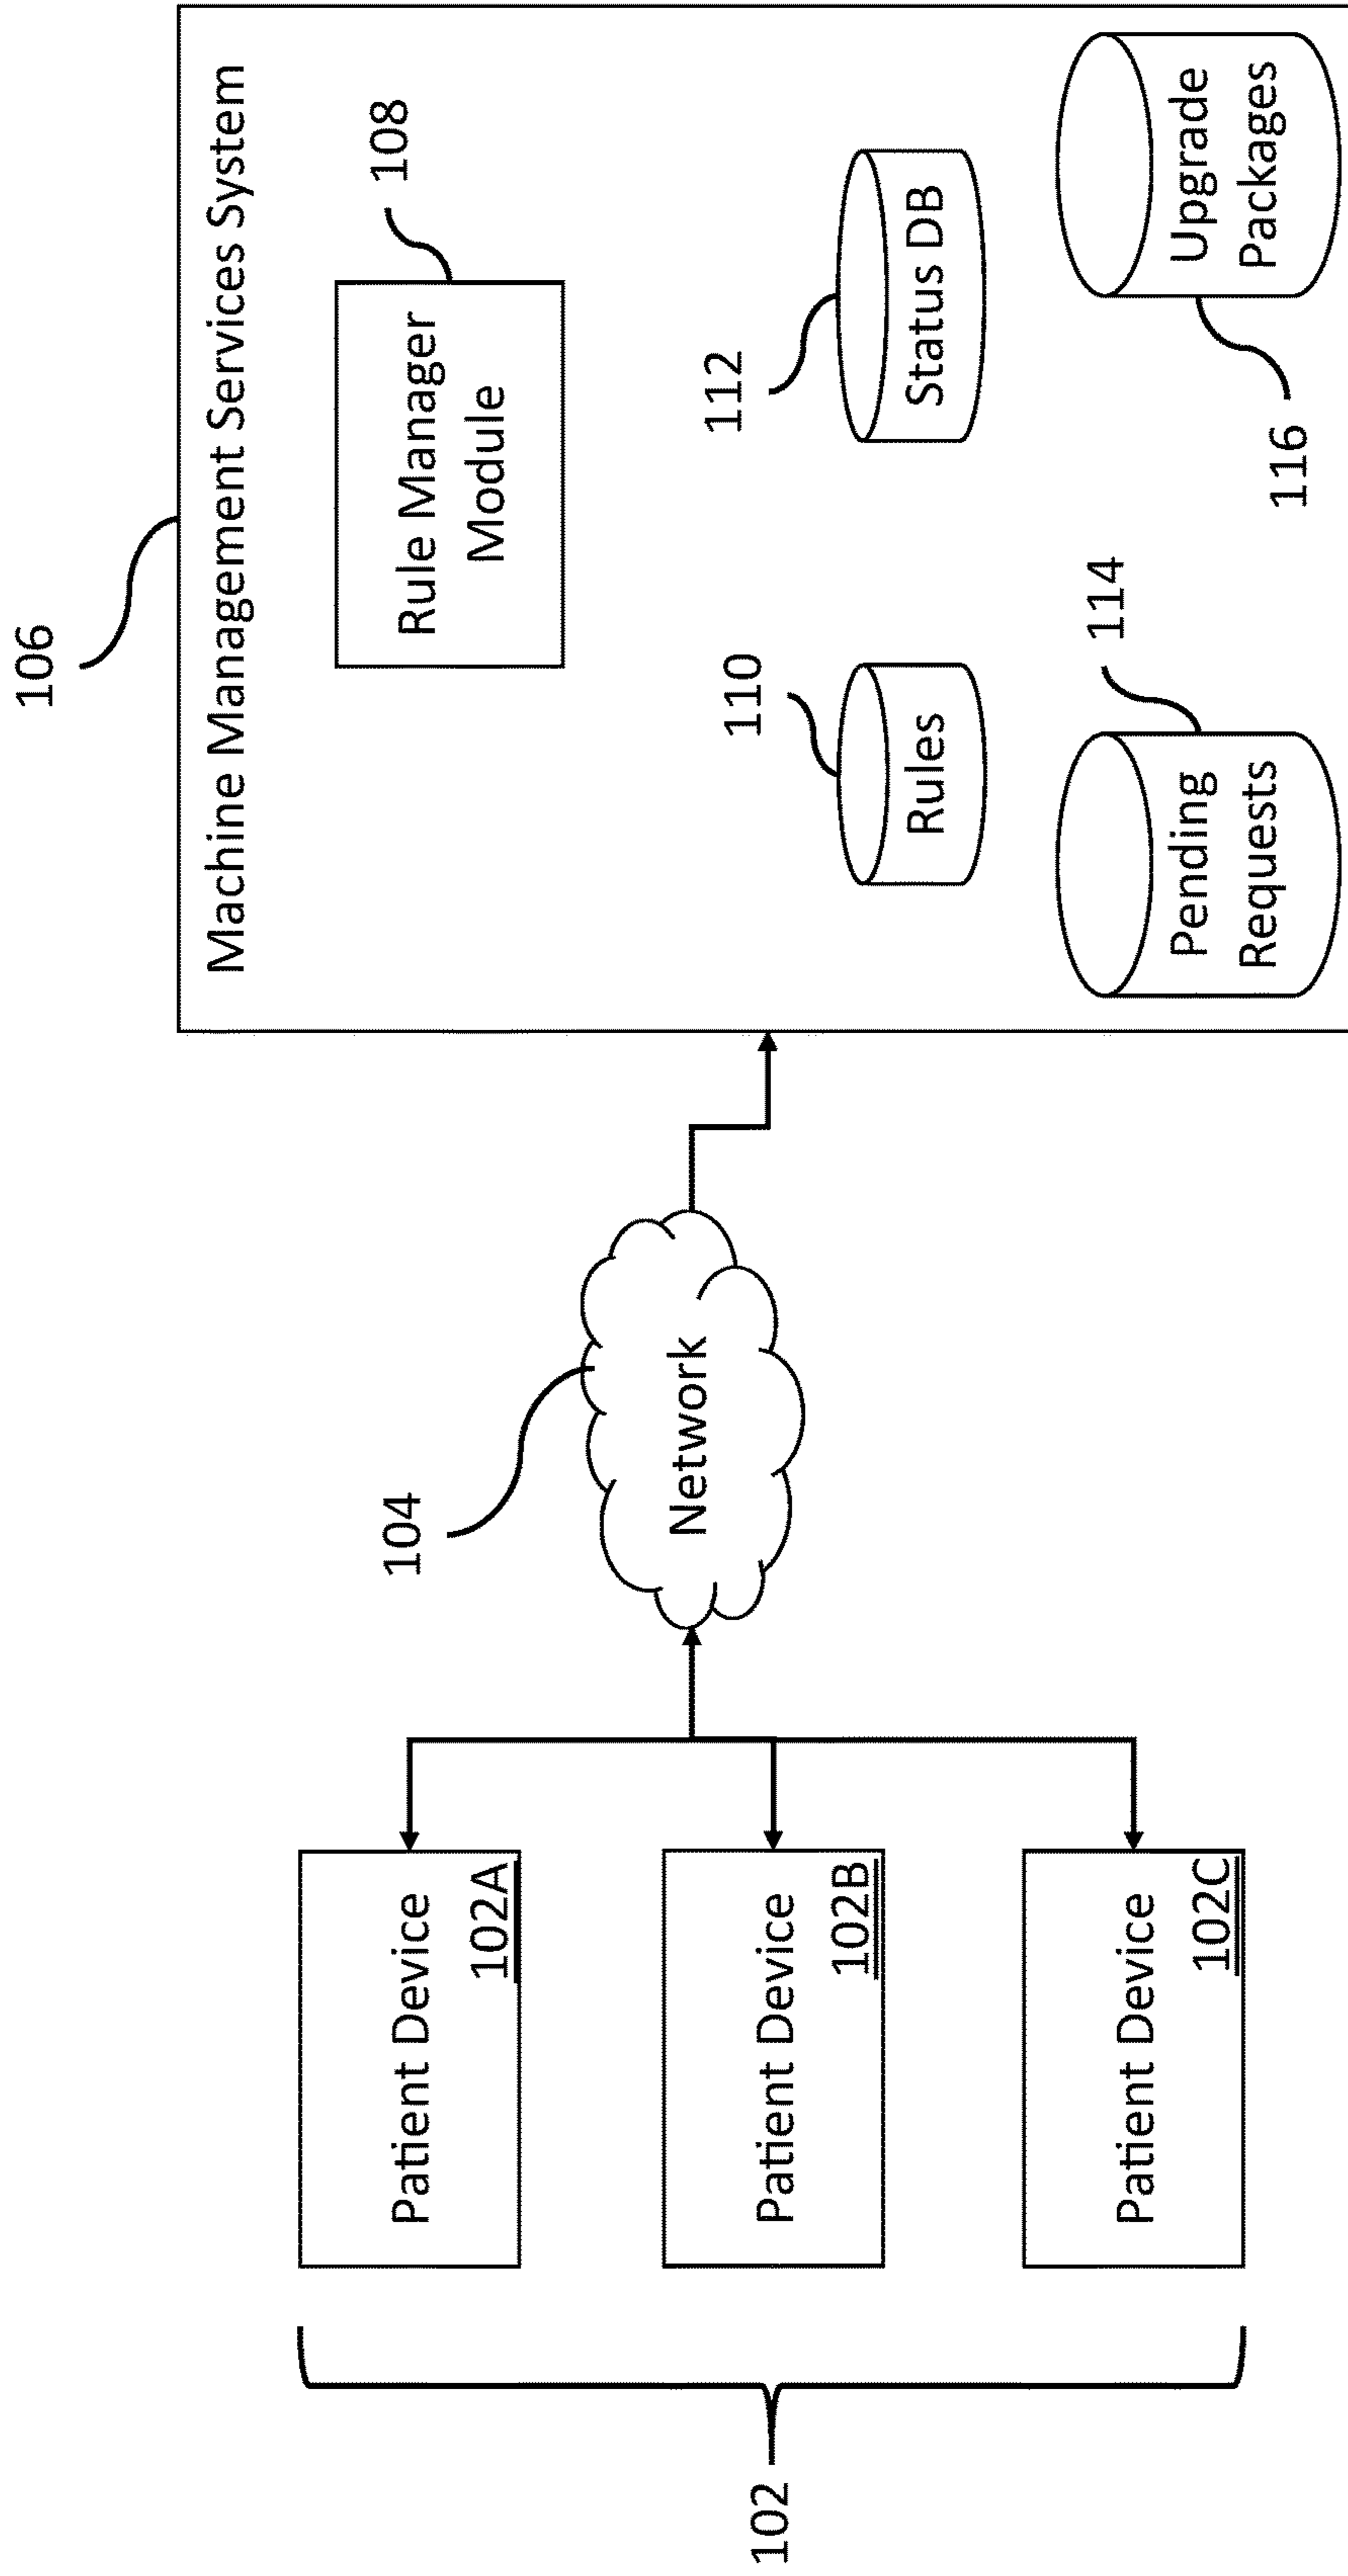 106
Machine Management Services System
108
Rule Manager
Module
104
Network
110
Rules
112
Status DB
114
Pending
Requests
116
Upgrade
Packages
102
Patient Device
102A
Patient Device
102B
Patient Device
102C